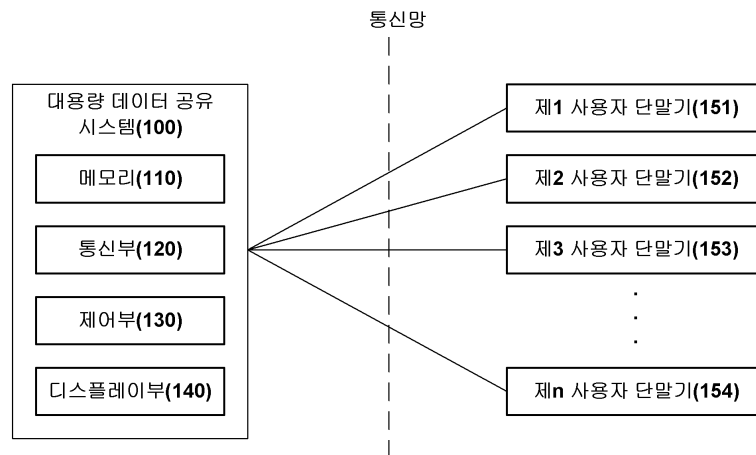 통신망
대용량 데이터 공유
시스템(100)
메모리(110)
통신부(120)
제어부(130)
디스플레이부(140)
제1 사용자 단말기(151)
제2 사용자 단말기(152)
제3 사용자 단말기(153)
제n 사용자 단말기(154)